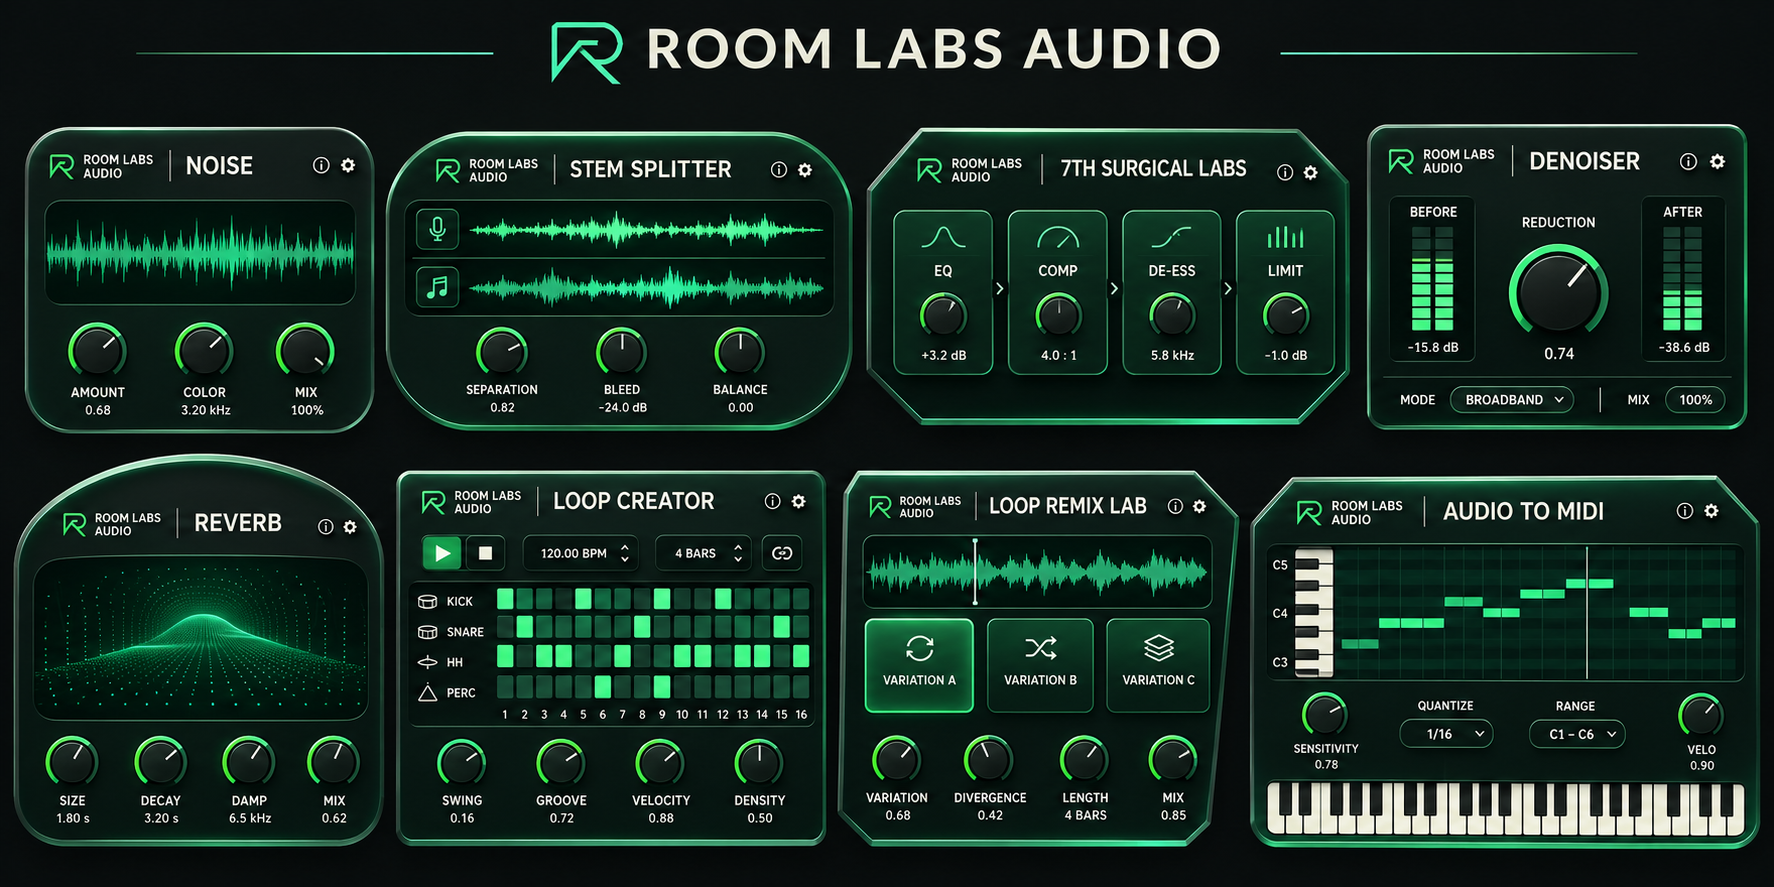 ROOM LABS AUDIO
ROOM LABS
AUDIO
NOISE
AMOUNT
0.68
COLOR
3.20 kHz
MIX
100%
ROOM LABS
AUDIO
STEM SPLITTER
SEPARATION
0.82
BLEED
-24.0 dB
BALANCE
0.00
ROOM LABS
AUDIO
7TH SURGICAL LABS
EQ
+3.2 dB
COMP
4.0 : 1
DE-ESS
5.8 kHz
LIMIT
-1.0 dB
ROOM LABS
AUDIO
DENOISER
BEFORE
-15.8 dB
REDUCTION
0.74
AFTER
-38.6 dB
MODE
BROADBAND
MIX
100%
ROOM LABS
AUDIO
REVERB
SIZE
1.80 s
DECAY
3.20 s
DAMP
6.5 kHz
MIX
0.62
ROOM LABS
AUDIO
LOOP CREATOR
120.00 BPM
4 BARS
KICK
SNARE
HH
PERC
1 2 3 4 5 6 7 8 9 10 11 12 13 14 15 16
SWING
0.16
GROOVE
0.72
VELOCITY
0.88
DENSITY
0.50
ROOM LABS
AUDIO
LOOP REMIX LAB
VARIATION A
VARIATION B
VARIATION C
VARIATION
0.68
DIVERGENCE
0.42
LENGTH
4 BARS
MIX
0.85
ROOM LABS
AUDIO
AUDIO TO MIDI
C5
C4
C3
SENSITIVITY
0.78
QUANTIZE
1/16
RANGE
C1 – C6
VELO
0.90